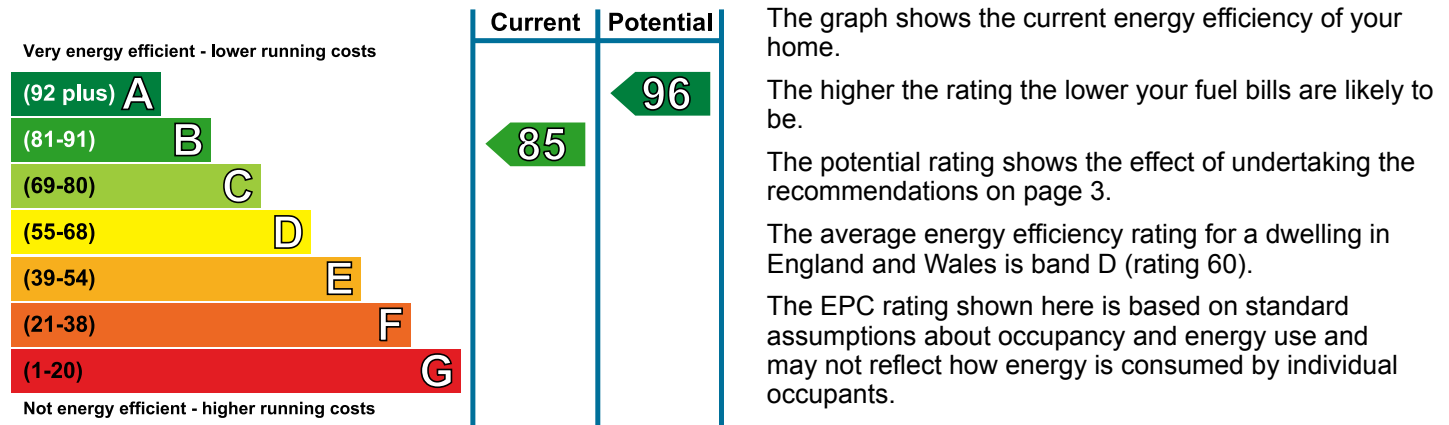 Current Potential
Very energy efficient - lower running costs
(92 plus) A
96
(81-91) B
85
(69-80) C
(55-68) D
(39-54) E
(21-38) F
(1-20) G
Not energy efficient - higher running costs
The graph shows the current energy efficiency of your
home.
The higher the rating the lower your fuel bills are likely to
be.
The potential rating shows the effect of undertaking the
recommendations on page 3.
The average energy efficiency rating for a dwelling in
England and Wales is band D (rating 60).
The EPC rating shown here is based on standard
assumptions about occupancy and energy use and
may not reflect how energy is consumed by individual
occupants.